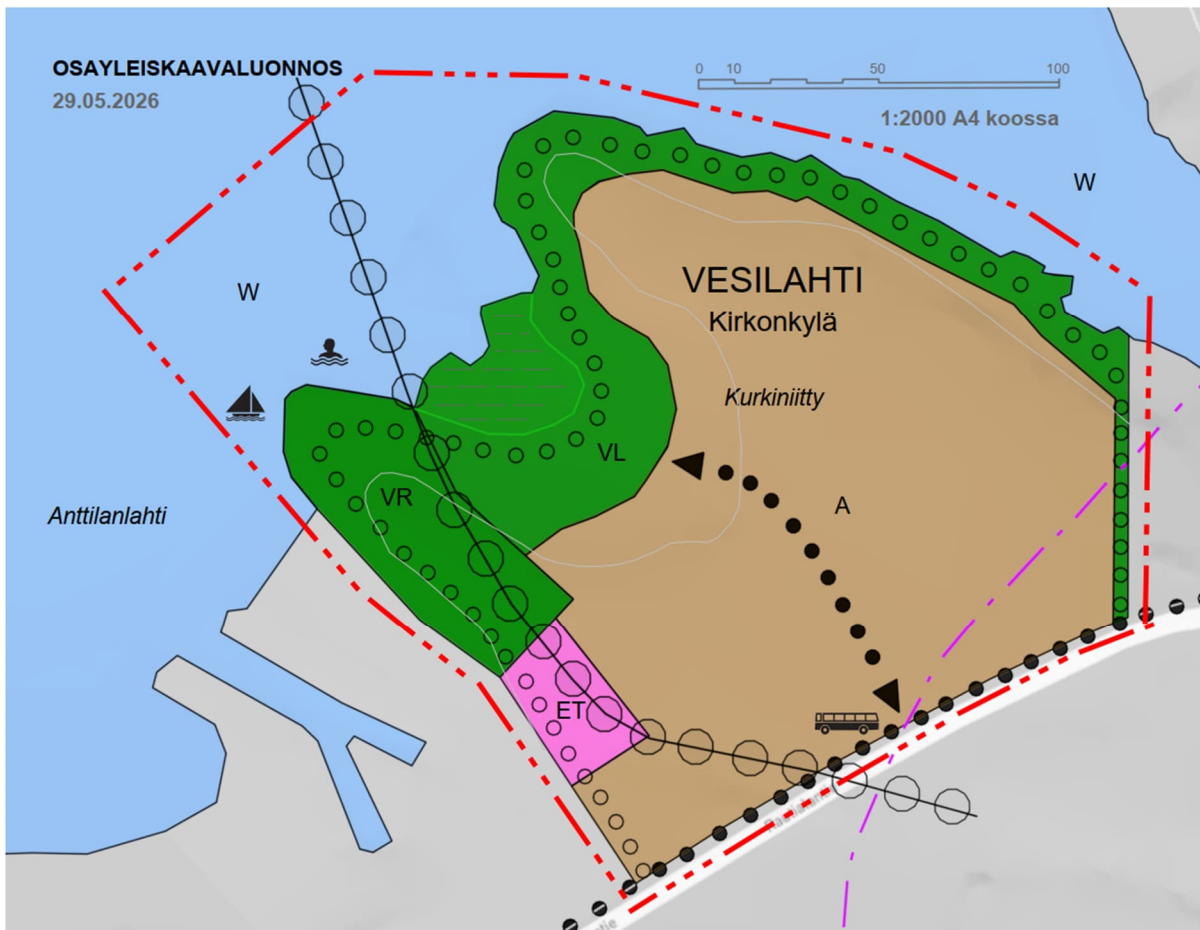 OSAYLEISKAAVALUONNOS
29.05.2026
0 10 50 100
1:2000 A4 koossa
W
W
VESILAHTI
Kirkonkylä
Kurkiniitty
VL
VR
A
Anttilanlahti
ET